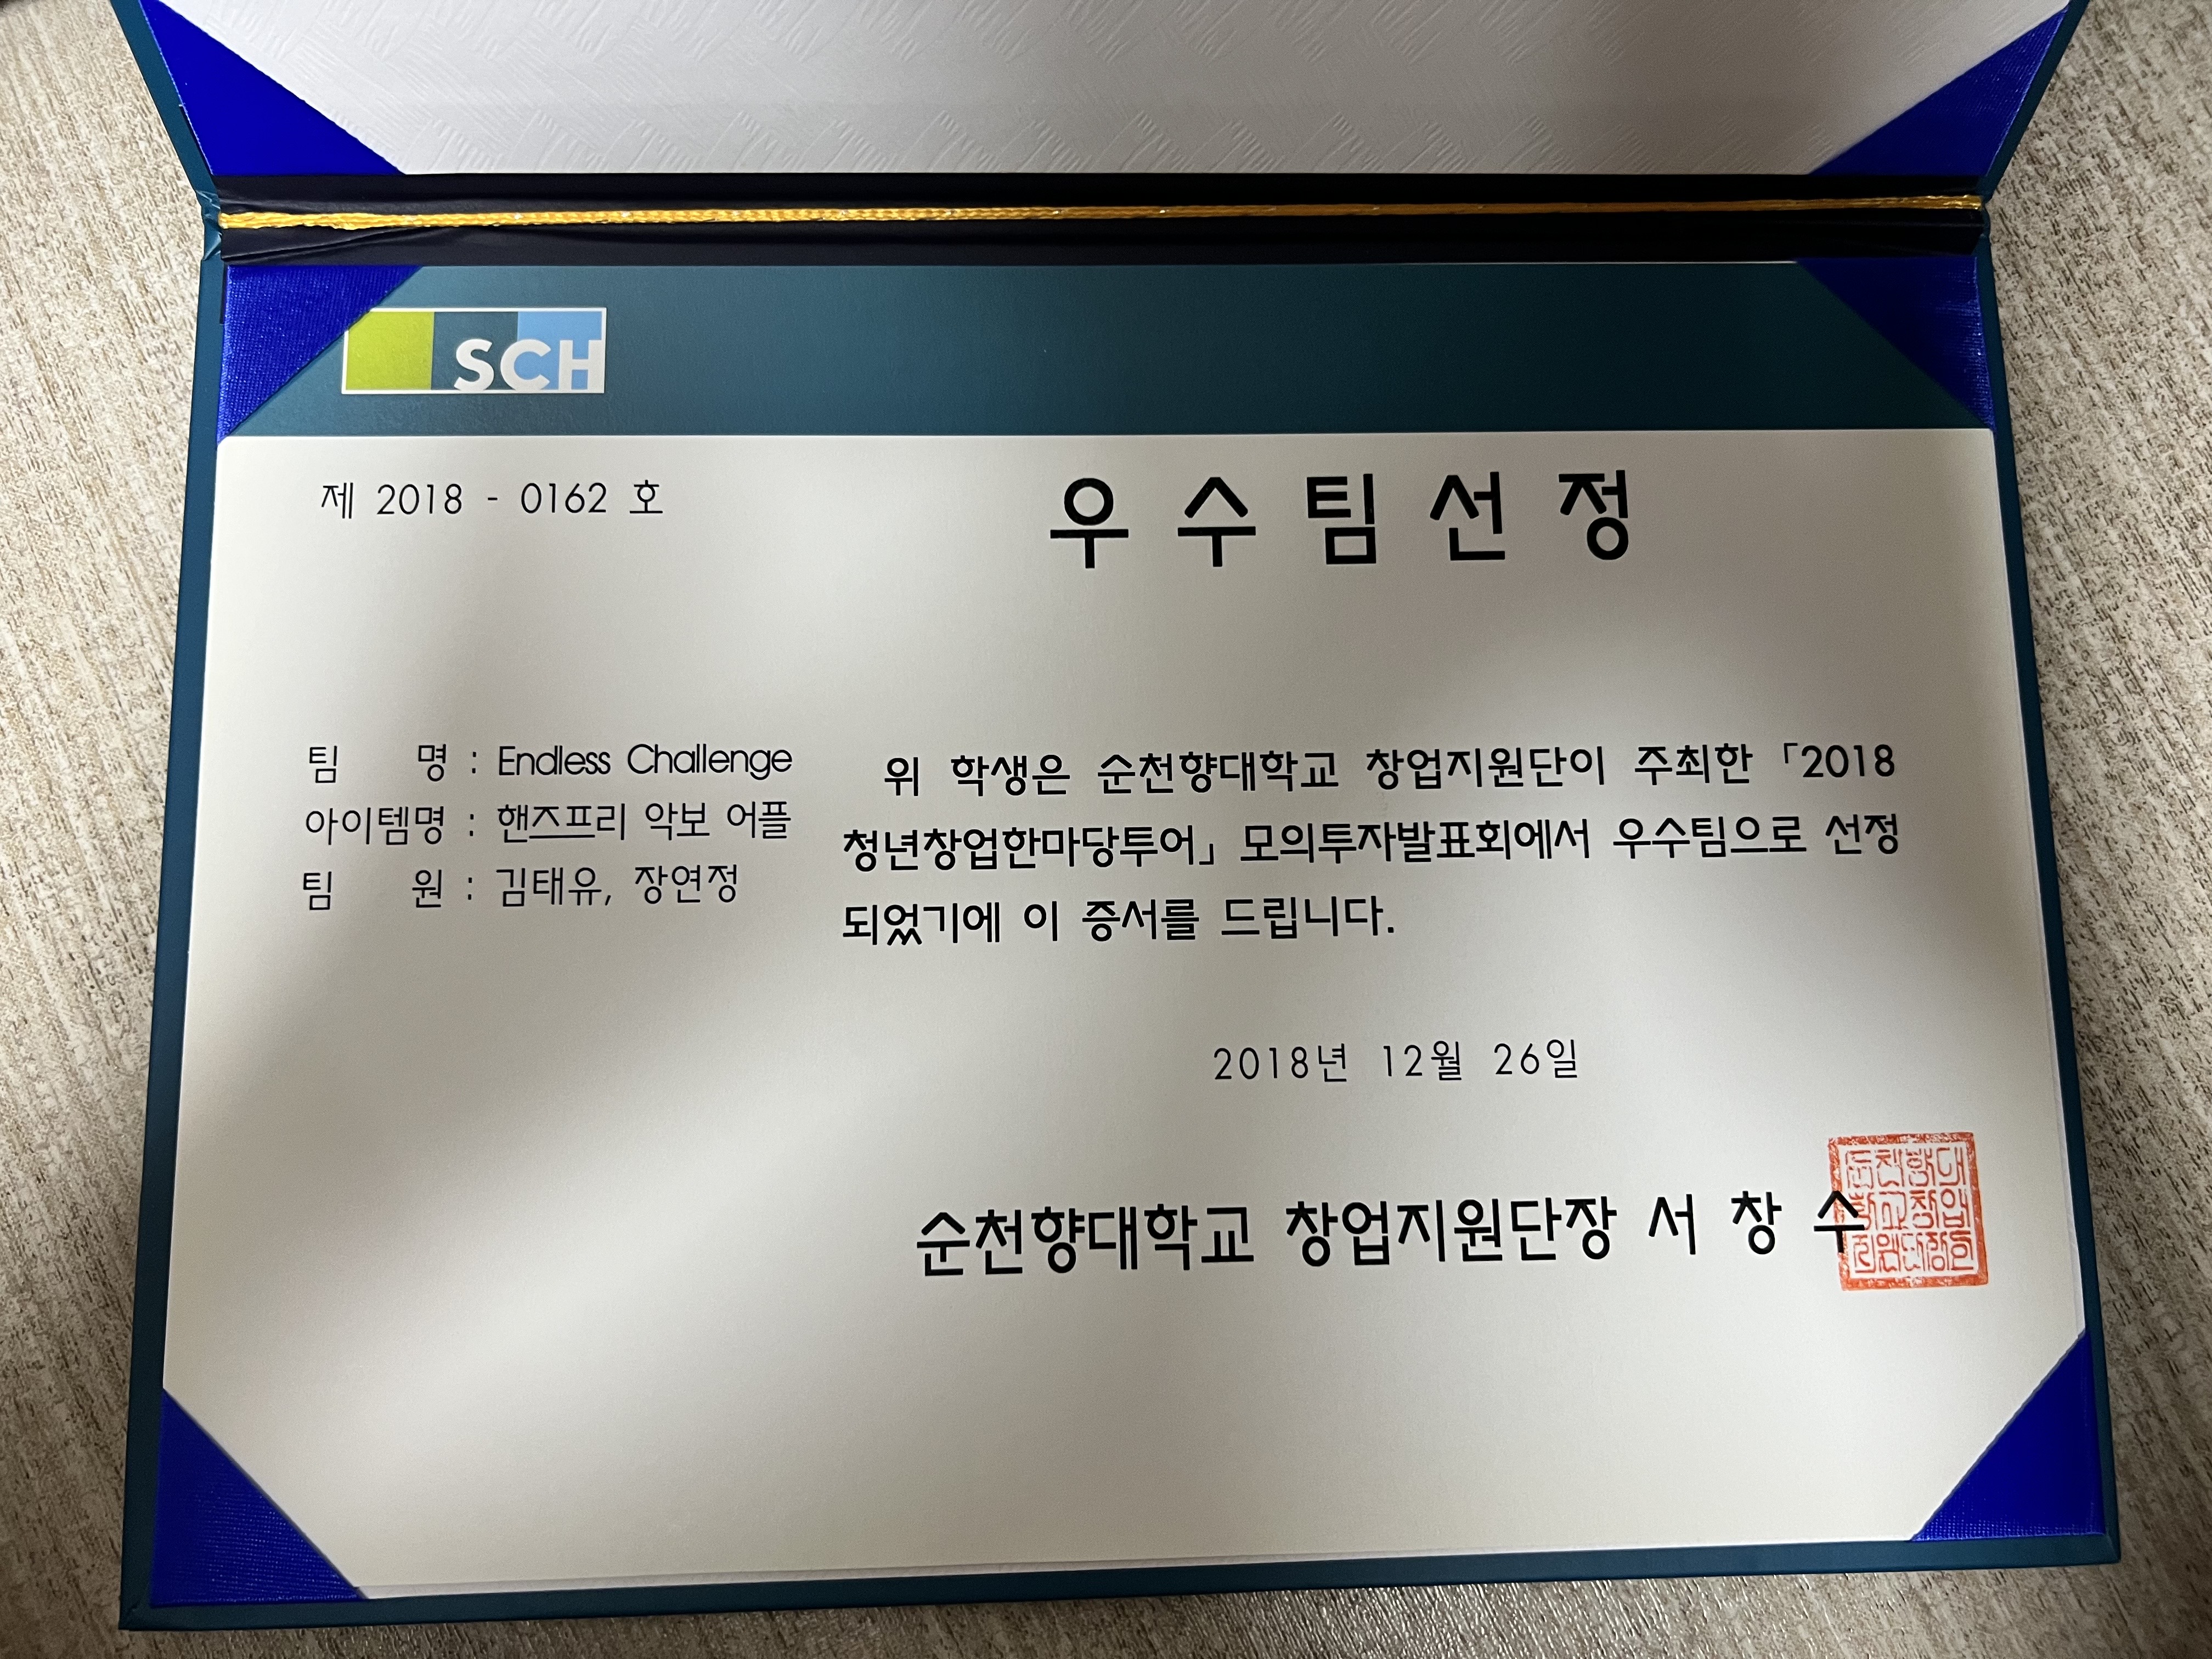 SCH
제 2018 - 0162 호
우수팀선정
팀 명 : Endless Challenge
아이템명 : 핸즈프리 악보 어플
팀 원 : 김태유, 장연정
위 학생은 순천향대학교 창업지원단이 주최한 「2018
청년창업한마당투어」 모의투자발표회에서 우수팀으로 선정
되었기에 이 증서를 드립니다.
2018년 12월 26일
순천향대학교 창업지원단장 서 창 수
순천향대
학교창업
지원단장